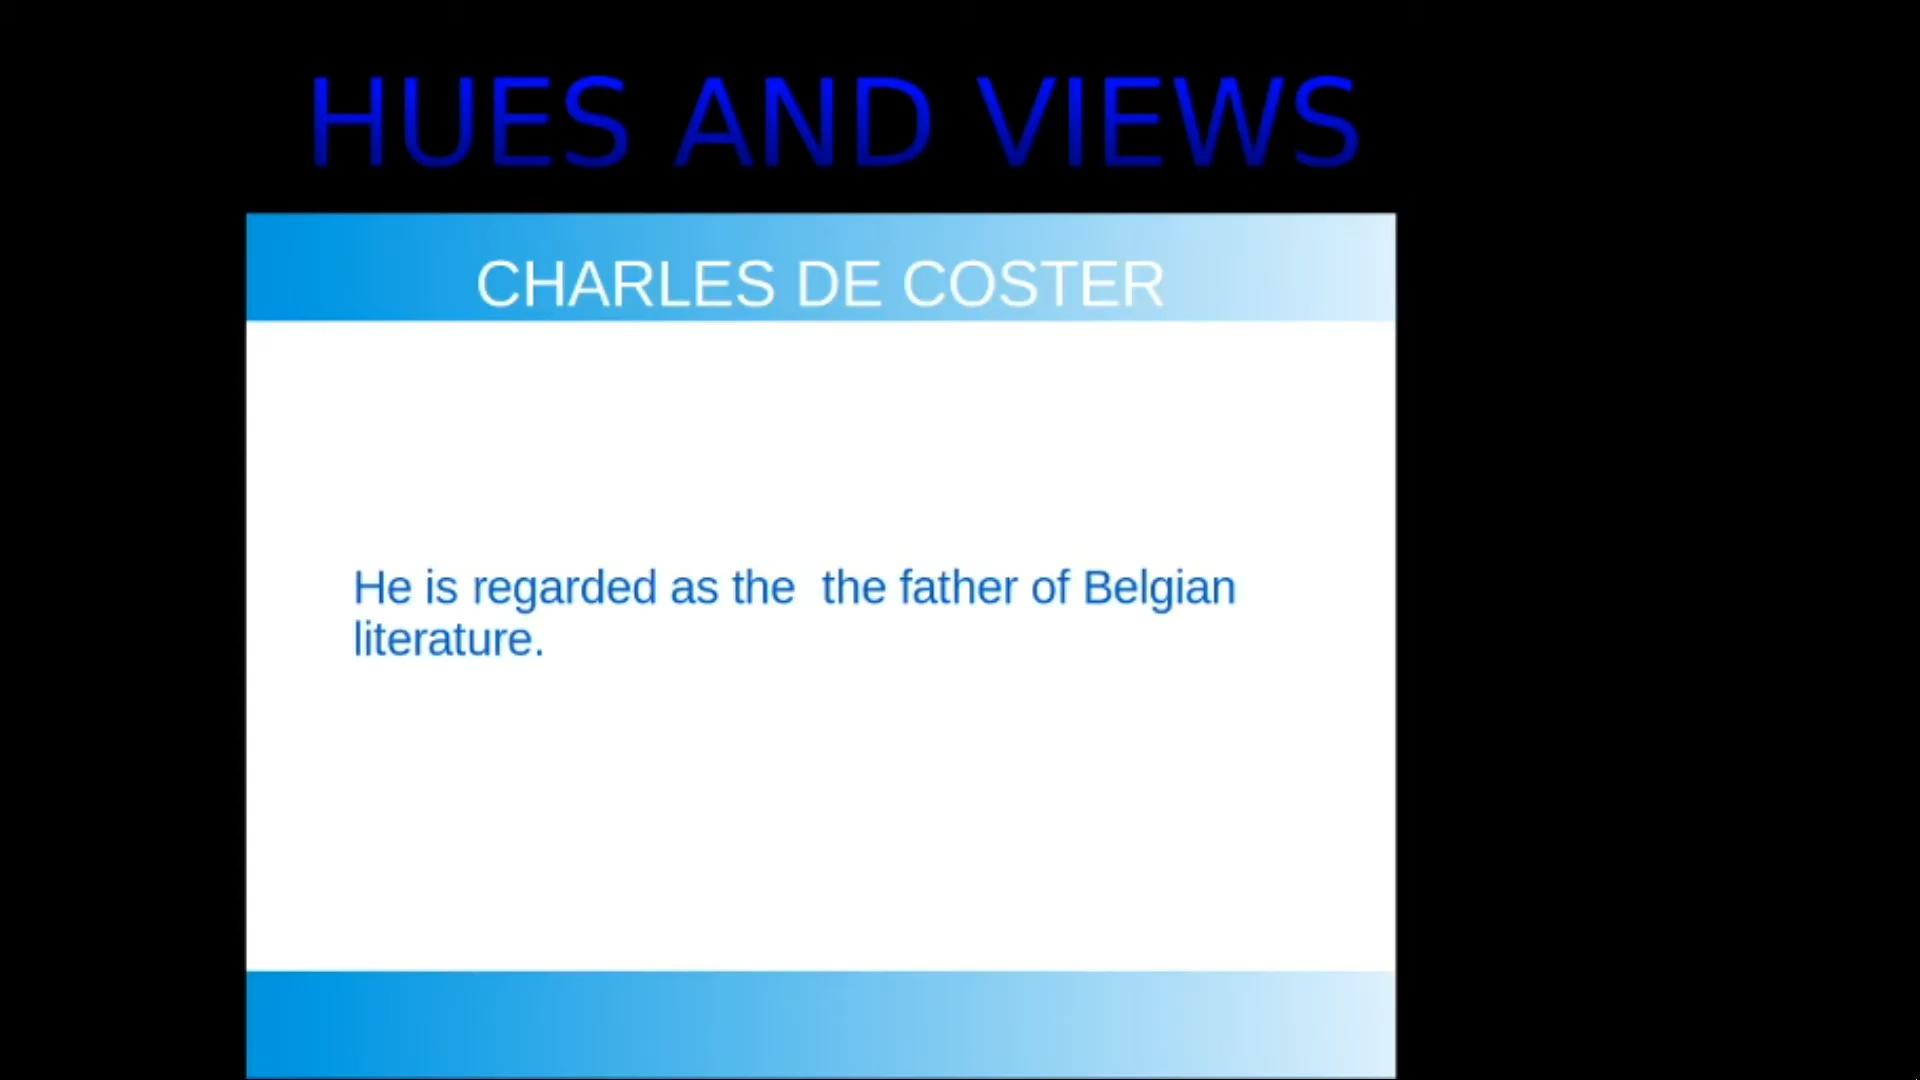 HUES AND VIEWS
CHARLES DE COSTER
He is regarded as the  the father of Belgian
literature.